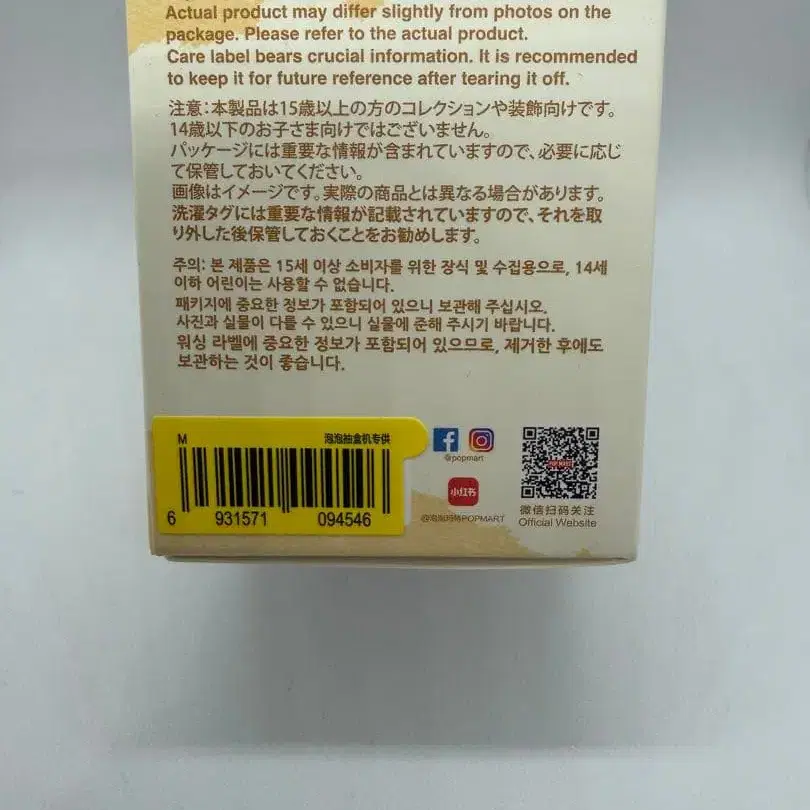 Actual product may differ slightly from photos on the
package. Please refer to the actual product.
Care label bears crucial information. It is recommended
to keep it for future reference after tearing it off.
注意：本製品は15歳以上の方のコレクションや装飾向けです。
14歳以下のお子さま向けではございません。
パッケージには重要な情報が含まれていますので、必要に応じ
て保管しておいてください。
画像はイメージです。実際の商品とは異なる場合があります。
洗濯タグには重要な情報が記載されていますので、それを取
り外した後保管しておくことをお勧めします。
주의: 본 제품은 15세 이상 소비자를 위한 장식 및 수집용으로, 14세
이하 어린이는 사용할 수 없습니다.
패키지에 중요한 정보가 포함되어 있으니 보관해 주십시오.
사진과 실물이 다를 수 있으니 실물에 준해 주시기 바랍니다.
워싱 라벨에 중요한 정보가 포함되어 있으므로, 제거한 후에도
보관하는 것이 좋습니다.
M 泡泡抽盒机专供
6 931571 094546
@popmart
小红书
@泡泡玛特POPMART
POP MART
微信扫码关注
Official Website